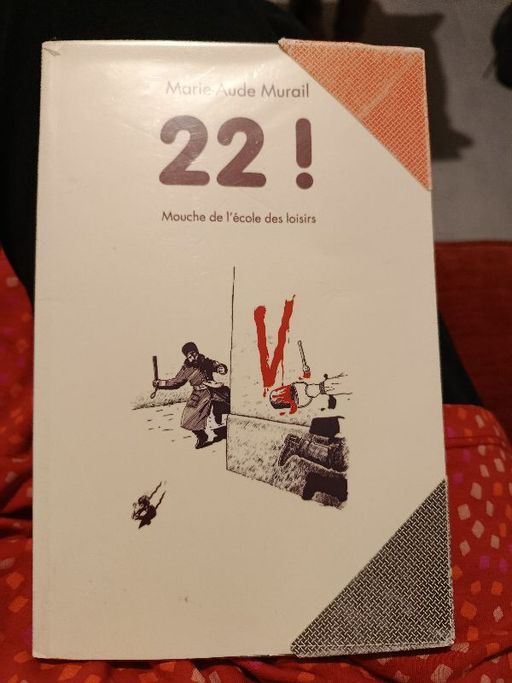 Marie-Aude Murail
22 !
Mouche de l'école des loisirs
V